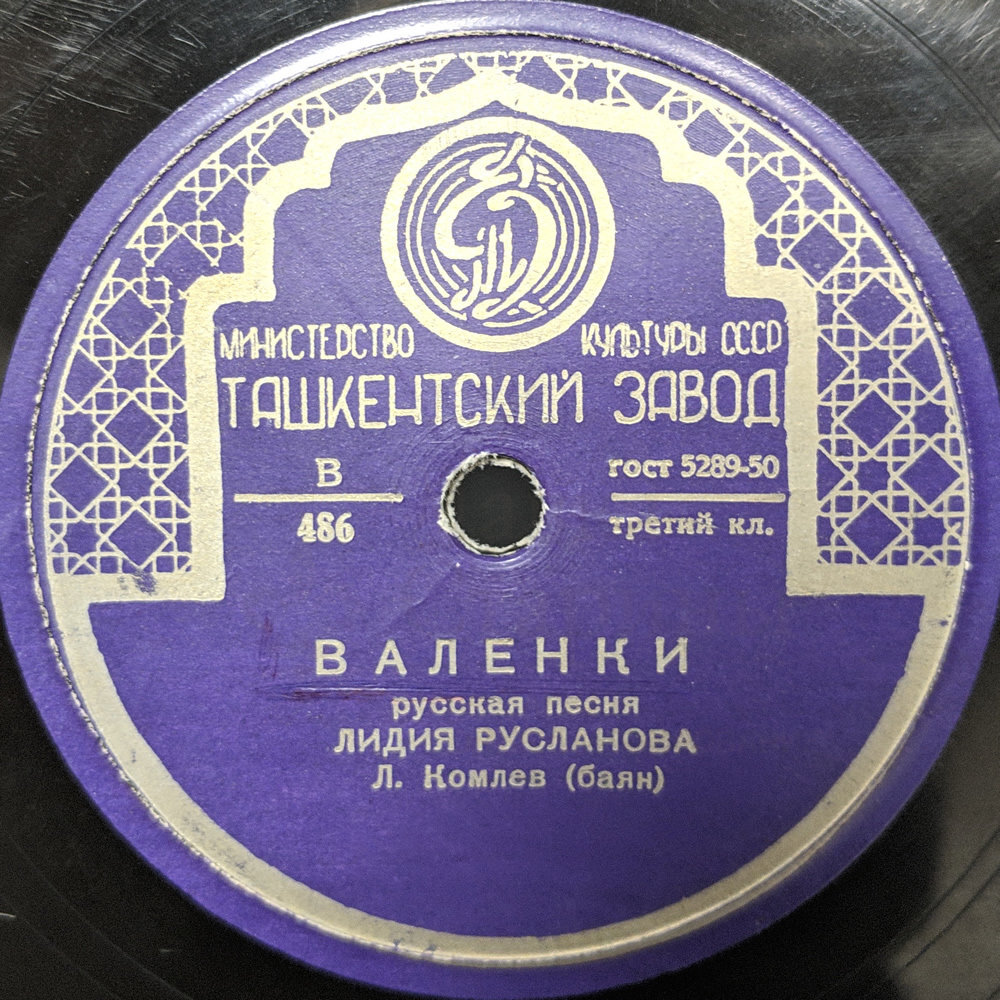 МИНИСТЕРСТВО КУЛЬТУРЫ СССР
ТАШКЕНТСКИЙ ЗАВОД
В
486
гост 5289-50
третий кл.
ВАЛЕНКИ
русская песня
ЛИДИЯ РУСЛАНОВА
Л. Комлев (баян)